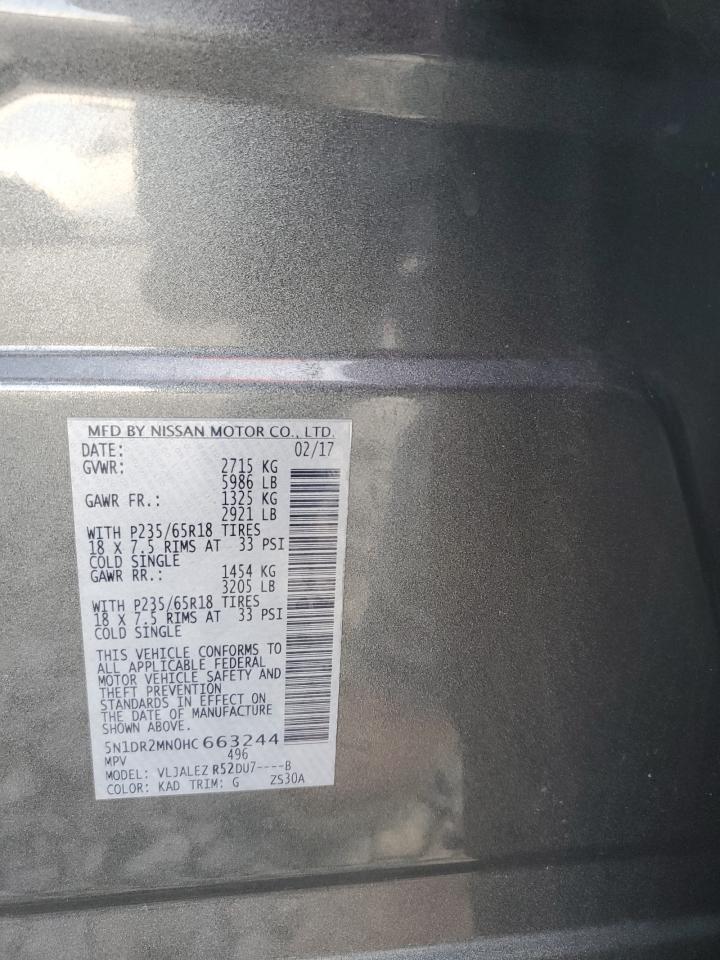 MFD BY NISSAN MOTOR CO., LTD.
DATE: 02/17
GVWR: 2715 KG
5986 LB
GAWR FR.: 1325 KG
2921 LB
WITH P235/65R18 TIRES
18 X 7.5 RIMS AT 33 PSI
COLD SINGLE
GAWR RR.: 1454 KG
3205 LB
WITH P235/65R18 TIRES
18 X 7.5 RIMS AT 33 PSI
COLD SINGLE
THIS VEHICLE CONFORMS TO
ALL APPLICABLE FEDERAL
MOTOR VEHICLE SAFETY AND
THEFT PREVENTION
STANDARDS IN EFFECT ON
THE DATE OF MANUFACTURE
SHOWN ABOVE.
5N1DR2MN0HC663244
MPV 496
MODEL: VLJALEZ R52DU7----B
COLOR: KAD TRIM: G ZS30A